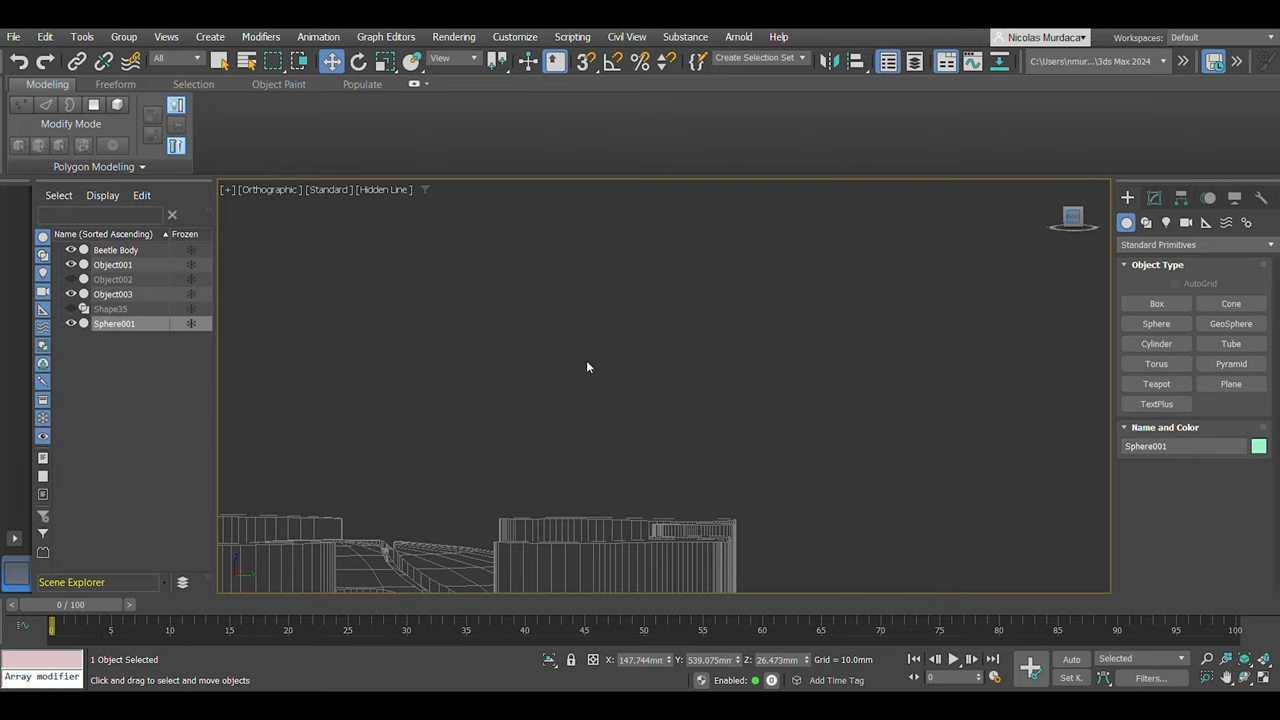 File Edit Tools Group Views Create Modifiers Animation Graph Editors Rendering Customize Scripting Civil View Substance Arnold Help Nicolas Murdaca Workspaces: Default
All View Create Selection Set C:\Users\nmur...\3ds Max 2024
Modeling Freeform Selection Object Paint Populate
Modify Mode
Polygon Modeling
Select Display Edit
[+] [Orthographic ] [Standard ] [Hidden Line ]
Name (Sorted Ascending) Frozen
Beetle Body
Object001
Object002
Object003
Shape35
Sphere001
Scene Explorer
Standard Primitives
Object Type
AutoGrid
Box Cone
Sphere GeoSphere
Cylinder Tube
Torus Pyramid
Teapot Plane
TextPlus
Name and Color
Sphere001
z
0 / 100
0 5 10 15 20 25 30 35 40 45 50 55 60 65 70 75 80 85 90 95 100
1 Object Selected X: 147.744mm Y: 539.075mm Z: 26.473mm Grid = 10.0mm Auto Selected
Array modifier Click and drag to select and move objects Enabled: 0 Add Time Tag 0 Set K. Filters...